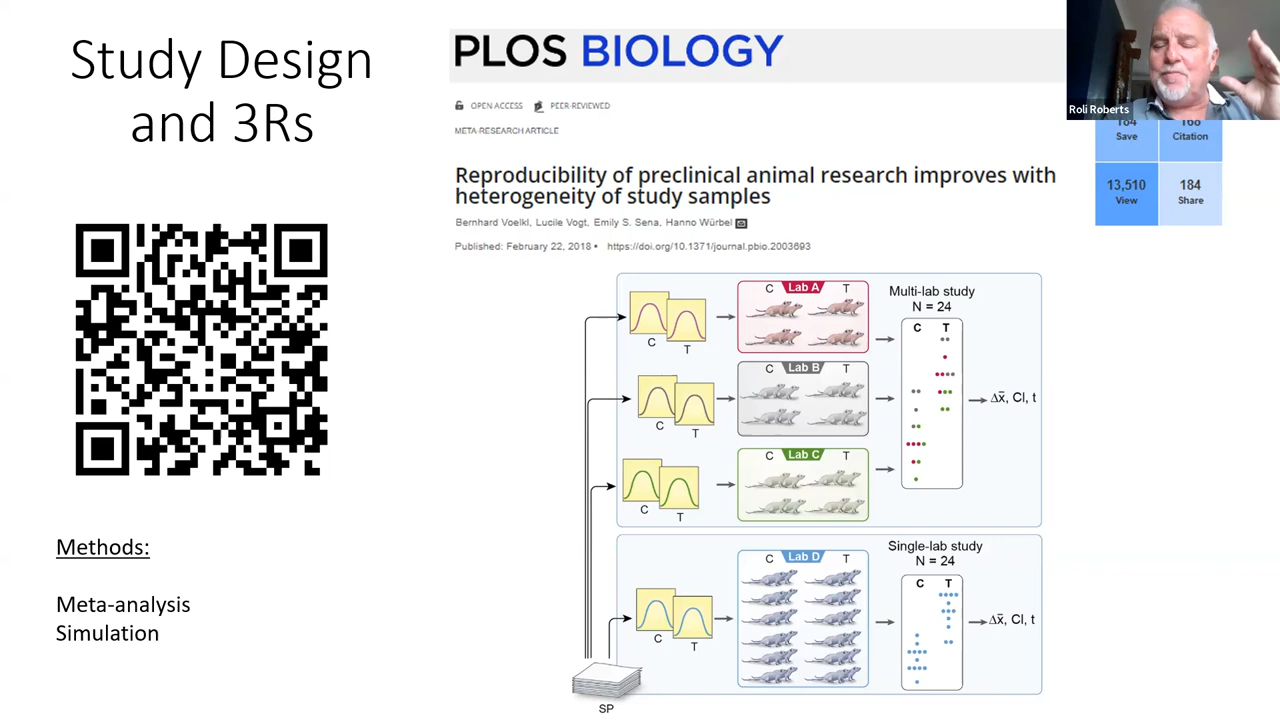 Study Design
and 3Rs
Methods:
Meta-analysis
Simulation
PLOS BIOLOGY
OPEN ACCESS PEER-REVIEWED
META-RESEARCH ARTICLE
Reproducibility of preclinical animal research improves with
heterogeneity of study samples
Bernhard Voelkl, Lucile Vogt, Emily S. Sena, Hanno Würbel
Published: February 22, 2018 • https://doi.org/10.1371/journal.pbio.2003693
Roli Roberts
184 168
Save Citation
13,510 184
View Share
C T
C Lab A T
Multi-lab study
N = 24
C T
C T
C Lab B T
Δx̄, CI, t
C T
C Lab C T
Single-lab study
N = 24
C T
C T
C Lab D T
Δx̄, CI, t
SP